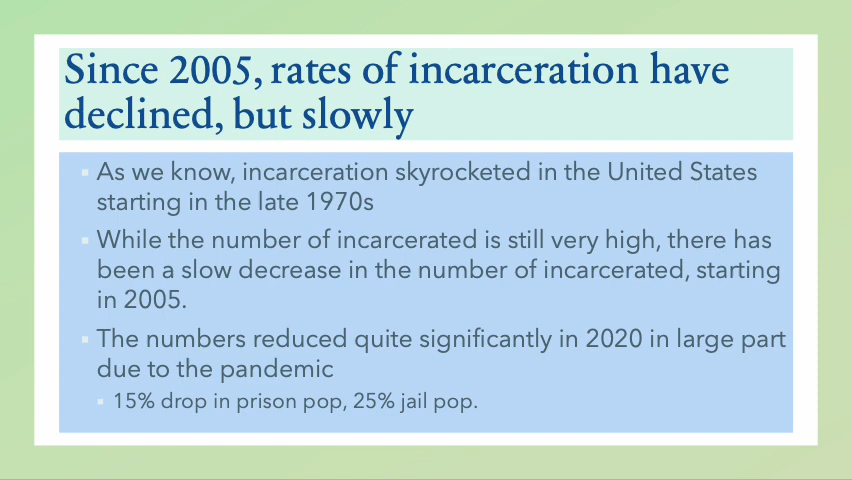 Since 2005, rates of incarceration have
declined, but slowly
As we know, incarceration skyrocketed in the United States
starting in the late 1970s
While the number of incarcerated is still very high, there has
been a slow decrease in the number of incarcerated, starting
in 2005.
The numbers reduced quite significantly in 2020 in large part
due to the pandemic
15% drop in prison pop, 25% jail pop.